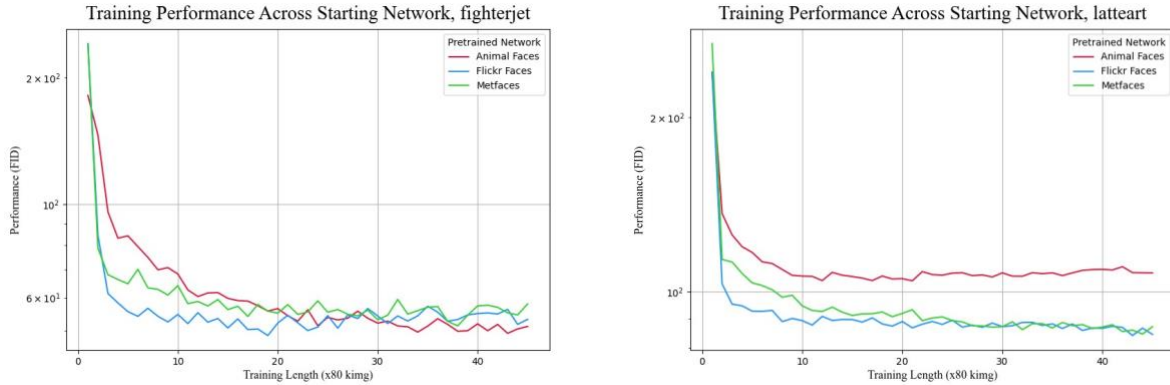 Training Performance Across Starting Network, fighterjet
Pretrained Network
Animal Faces
Flickr Faces
Metfaces
Performance (FID)
2 × 10²
10²
6 × 10¹
0 10 20 30 40
Training Length (x80 kimg)
Training Performance Across Starting Network, latteart
Pretrained Network
Animal Faces
Flickr Faces
Metfaces
Performance (FID)
2 × 10²
10²
0 10 20 30 40
Training Length (x80 kimg)